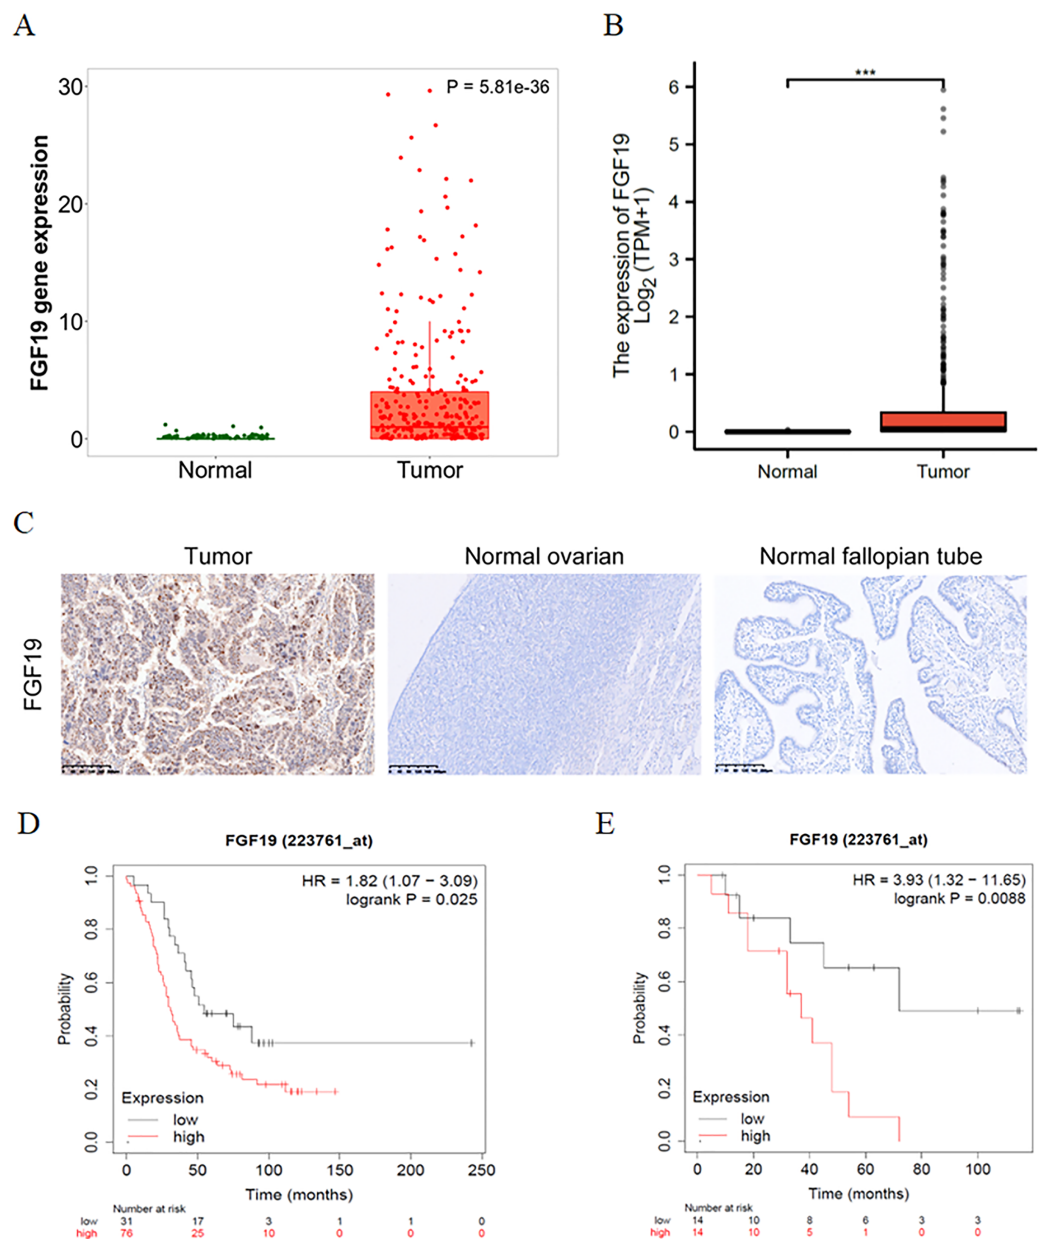 A
P = 5.81e-36
FGF19 gene expression
30
20
10
0
Normal
Tumor
B
***
The expression of FGF19
Log2 (TPM+1)
6
5
4
3
2
1
0
Normal
Tumor
C
Tumor
Normal ovarian
Normal fallopian tube
FGF19
D
FGF19 (223761_at)
HR = 1.82 (1.07 − 3.09)
logrank P = 0.025
Probability
1.0
0.8
0.6
0.4
0.2
0.0
Expression
low
high
0 50 100 150 200 250
Time (months)
Number at risk
low 31 17 3 1 1 0
high 76 25 10 0 0 0
E
FGF19 (223761_at)
HR = 3.93 (1.32 − 11.65)
logrank P = 0.0088
Probability
1.0
0.8
0.6
0.4
0.2
0.0
Expression
low
high
0 20 40 60 80 100
Time (months)
Number at risk
low 14 10 8 6 3 3
high 14 10 5 1 0 0